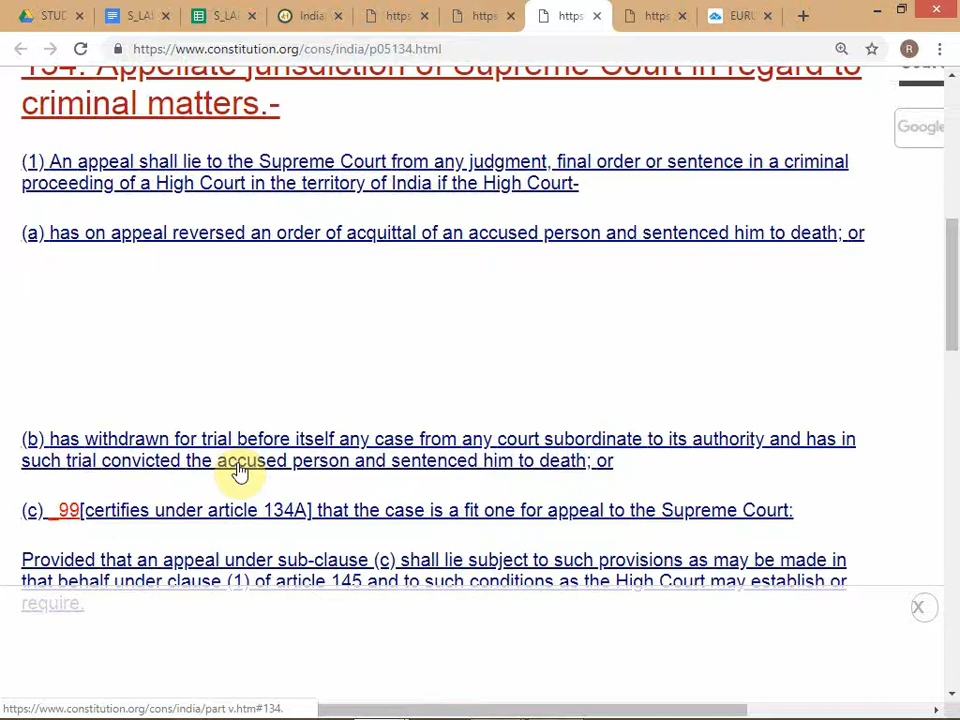 STUD
S_LAW
S_LA
India
https
https
https
https
EURU
https://www.constitution.org/cons/india/p05134.html
R
134. Appellate jurisdiction of Supreme Court in regard to
criminal matters.-
Google
(1) An appeal shall lie to the Supreme Court from any judgment, final order or sentence in a criminal
proceeding of a High Court in the territory of India if the High Court-
(a) has on appeal reversed an order of acquittal of an accused person and sentenced him to death; or
(b) has withdrawn for trial before itself any case from any court subordinate to its authority and has in
such trial convicted the accused person and sentenced him to death; or
(c) _99[certifies under article 134A] that the case is a fit one for appeal to the Supreme Court:
Provided that an appeal under sub-clause (c) shall lie subject to such provisions as may be made in
that behalf under clause (1) of article 145 and to such conditions as the High Court may establish or
require.
X
https://www.constitution.org/cons/india/part v.htm#134.